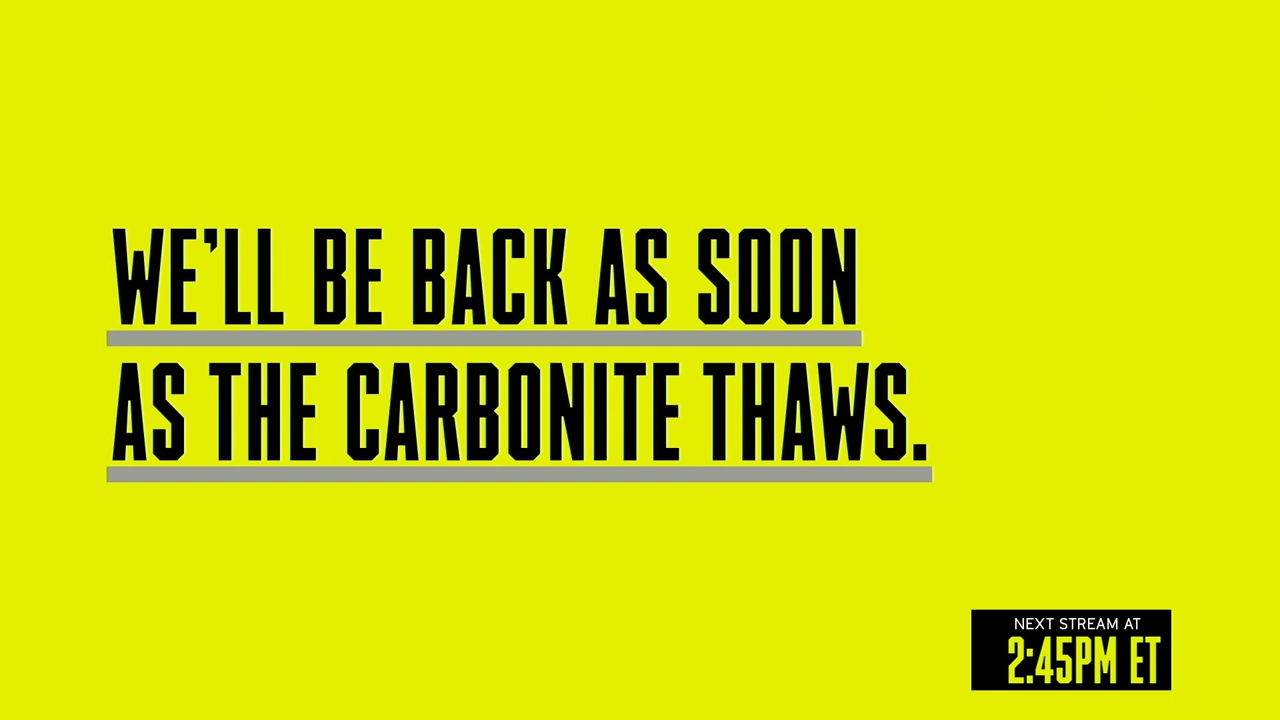 WE’LL BE BACK AS SOON
AS THE CARBONITE THAWS.
NEXT STREAM AT
2:45PM ET